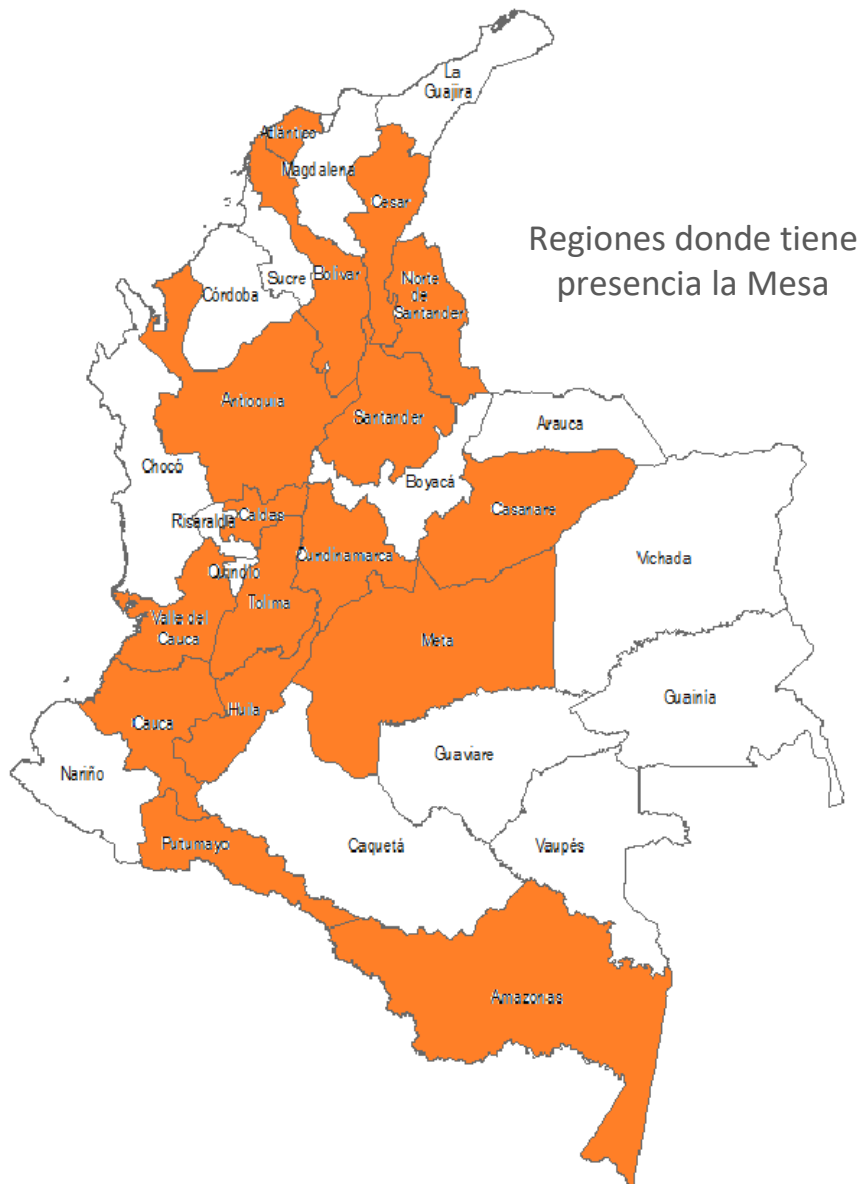 La
Guajira
Atlántico
Magdalena
Cesar
Regiones donde tiene
presencia la Mesa
Sucre
Bolívar
Norte
de
Santander
Córdoba
Antioquia
Santander
Arauca
Chocó
Boyacá
Casanare
Risaralda
Caldas
Cundinamarca
Vichada
Quindío
Tolima
Valle del
Cauca
Meta
Guainía
Huila
Cauca
Guaviare
Nariño
Putumayo
Caquetá
Vaupés
Amazonas